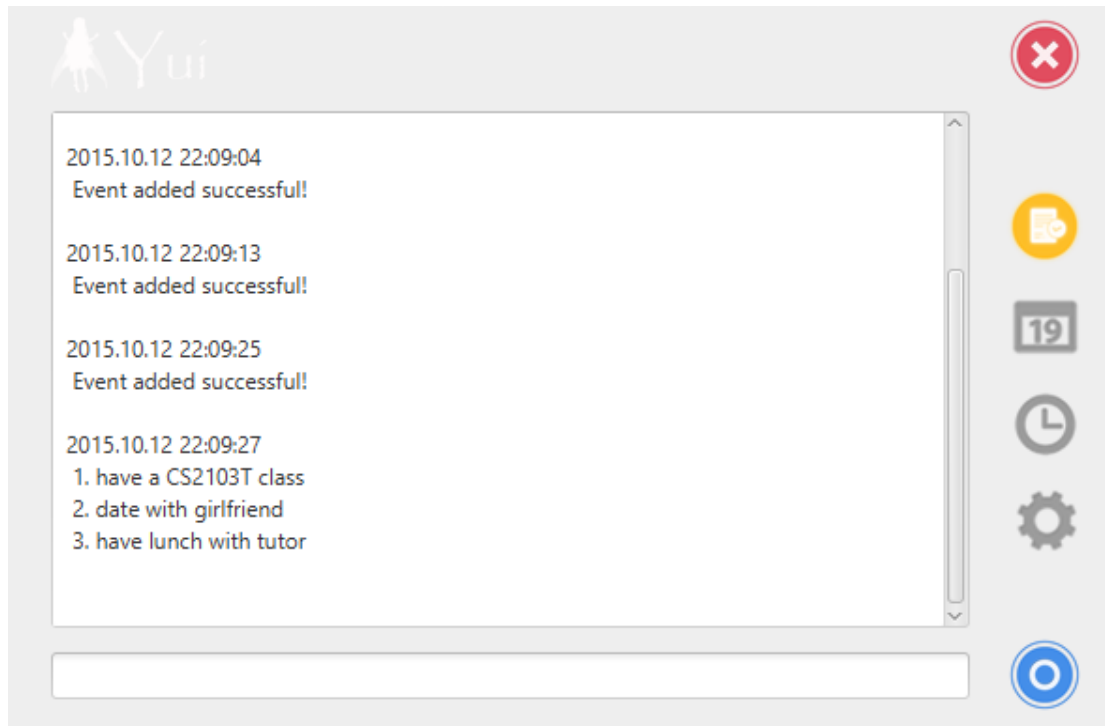 Yui
2015.10.12 22:09:04
Event added successful!
2015.10.12 22:09:13
Event added successful!
2015.10.12 22:09:25
Event added successful!
2015.10.12 22:09:27
1. have a CS2103T class
2. date with girlfriend
3. have lunch with tutor
19